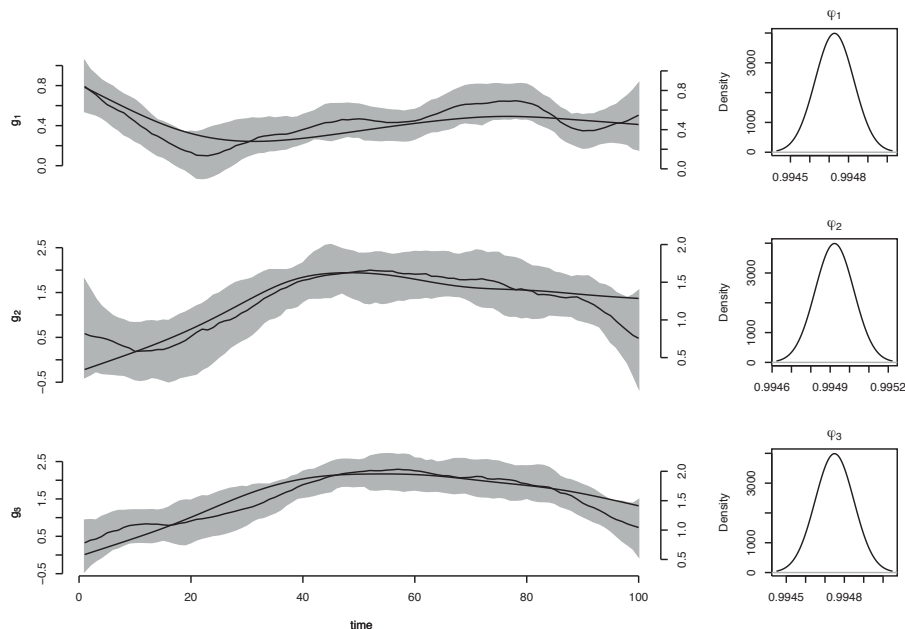 g₁
0.0 0.4 0.8
0.0 0.4 0.8
φ₁
Density
0 1000 3000
0.9945 0.9948
g₂
−0.5 0.5 1.5 2.5
0.5 1.0 1.5 2.0
φ₂
Density
0 1000 3000
0.9946 0.9949 0.9952
g₃
−0.5 0.5 1.5 2.5
0.5 1.0 1.5 2.0
φ₃
Density
0 1000 3000
0.9945 0.9948
0 20 40 60 80 100
time